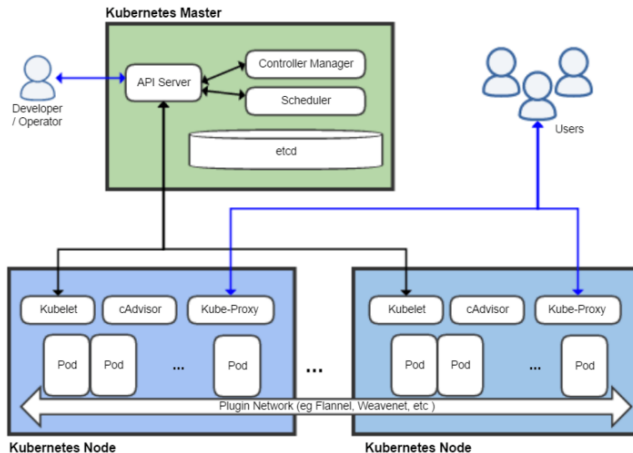 Kubernetes Master
API Server
Controller Manager
Scheduler
etcd
Developer
/ Operator
Users
Kubelet
cAdvisor
Kube-Proxy
Pod
Pod
...
Pod
...
Kubelet
cAdvisor
Kube-Proxy
Pod
Pod
...
Pod
Plugin Network (eg Flannel, Weavenet, etc )
Kubernetes Node
Kubernetes Node